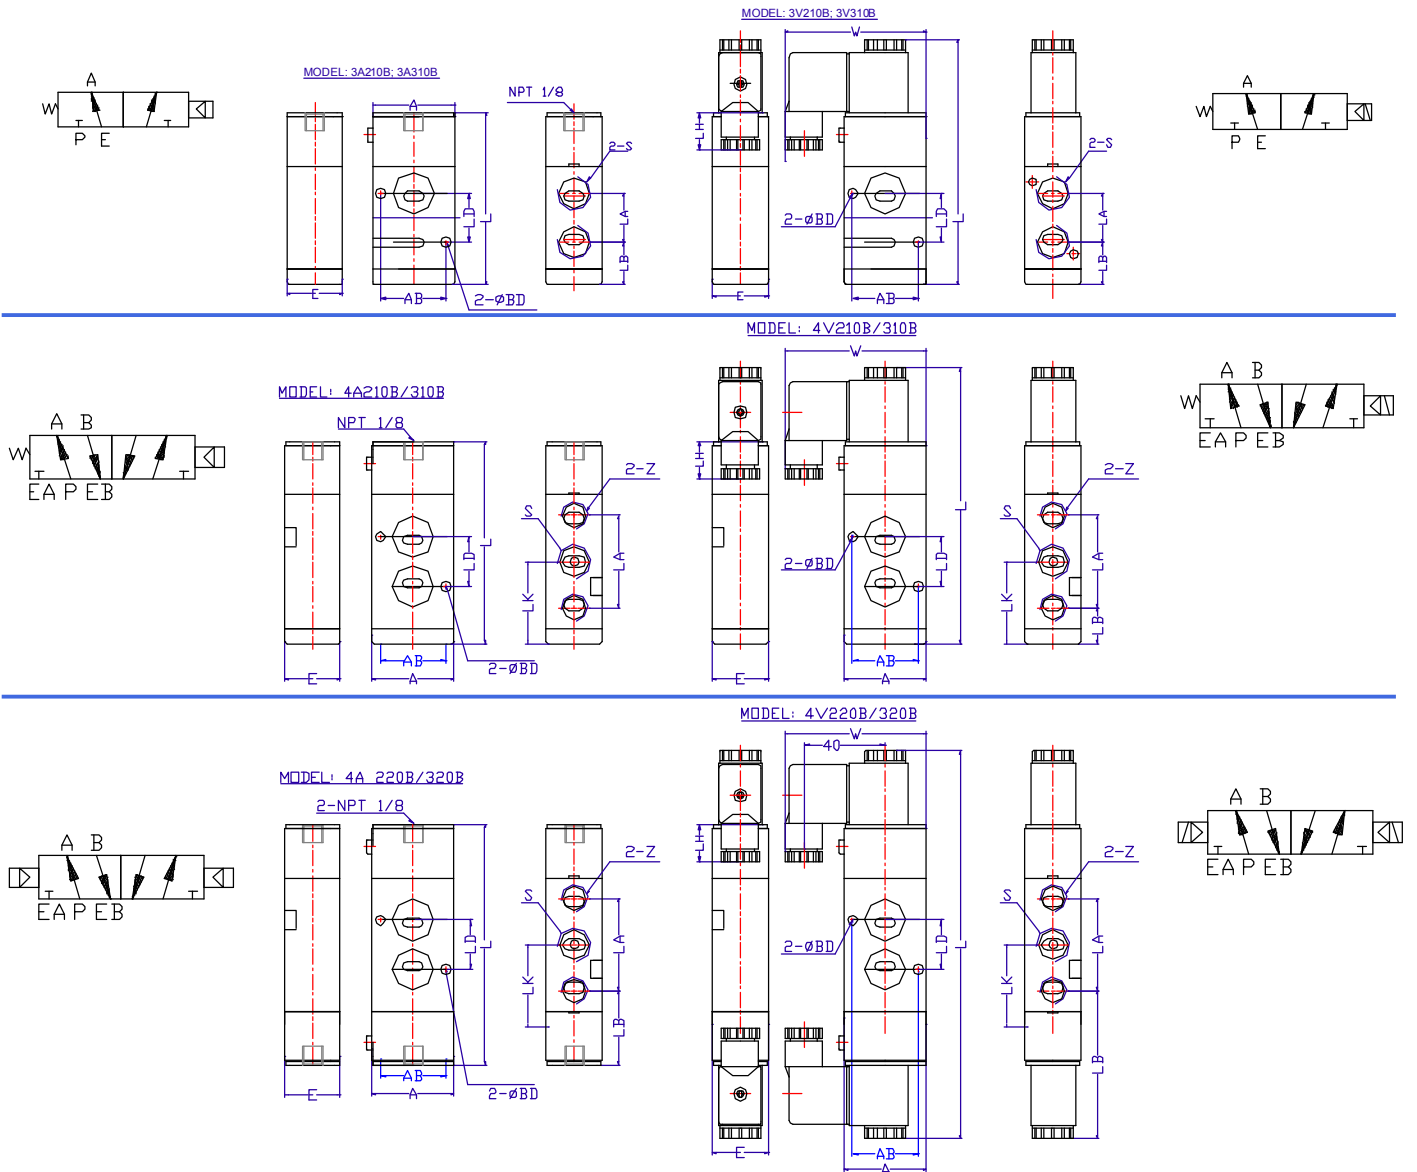 MODEL: 3V210B; 3V310B
W
MODEL: 3A210B; 3A310B
A
W
P E
A
NPT 1/8
2-S
LD
L
LA
LB
E
AB
2-ØBD
LH
2-ØBD
LD
L
E
AB
2-S
LA
LB
A
W
P E
MODEL: 4V210B/310B
W
MODEL: 4A210B/310B
NPT 1/8
A B
W
EA P EB
2-Z
S
LD
L
LA
LK
AB
E
A
2-ØBD
LH
2-ØBD
LD
L
AB
E
A
2-Z
S
LA
LK
LB
A B
W
EA P EB
MODEL: 4V220B/320B
W
40
MODEL: 4A 220B/320B
2-NPT 1/8
A B
EA P EB
2-Z
S
LD
L
LA
LK
LB
AB
E
A
2-ØBD
LH
2-ØBD
LD
L
E
AB
A
2-Z
S
LA
LK
LB
A B
EA P EB